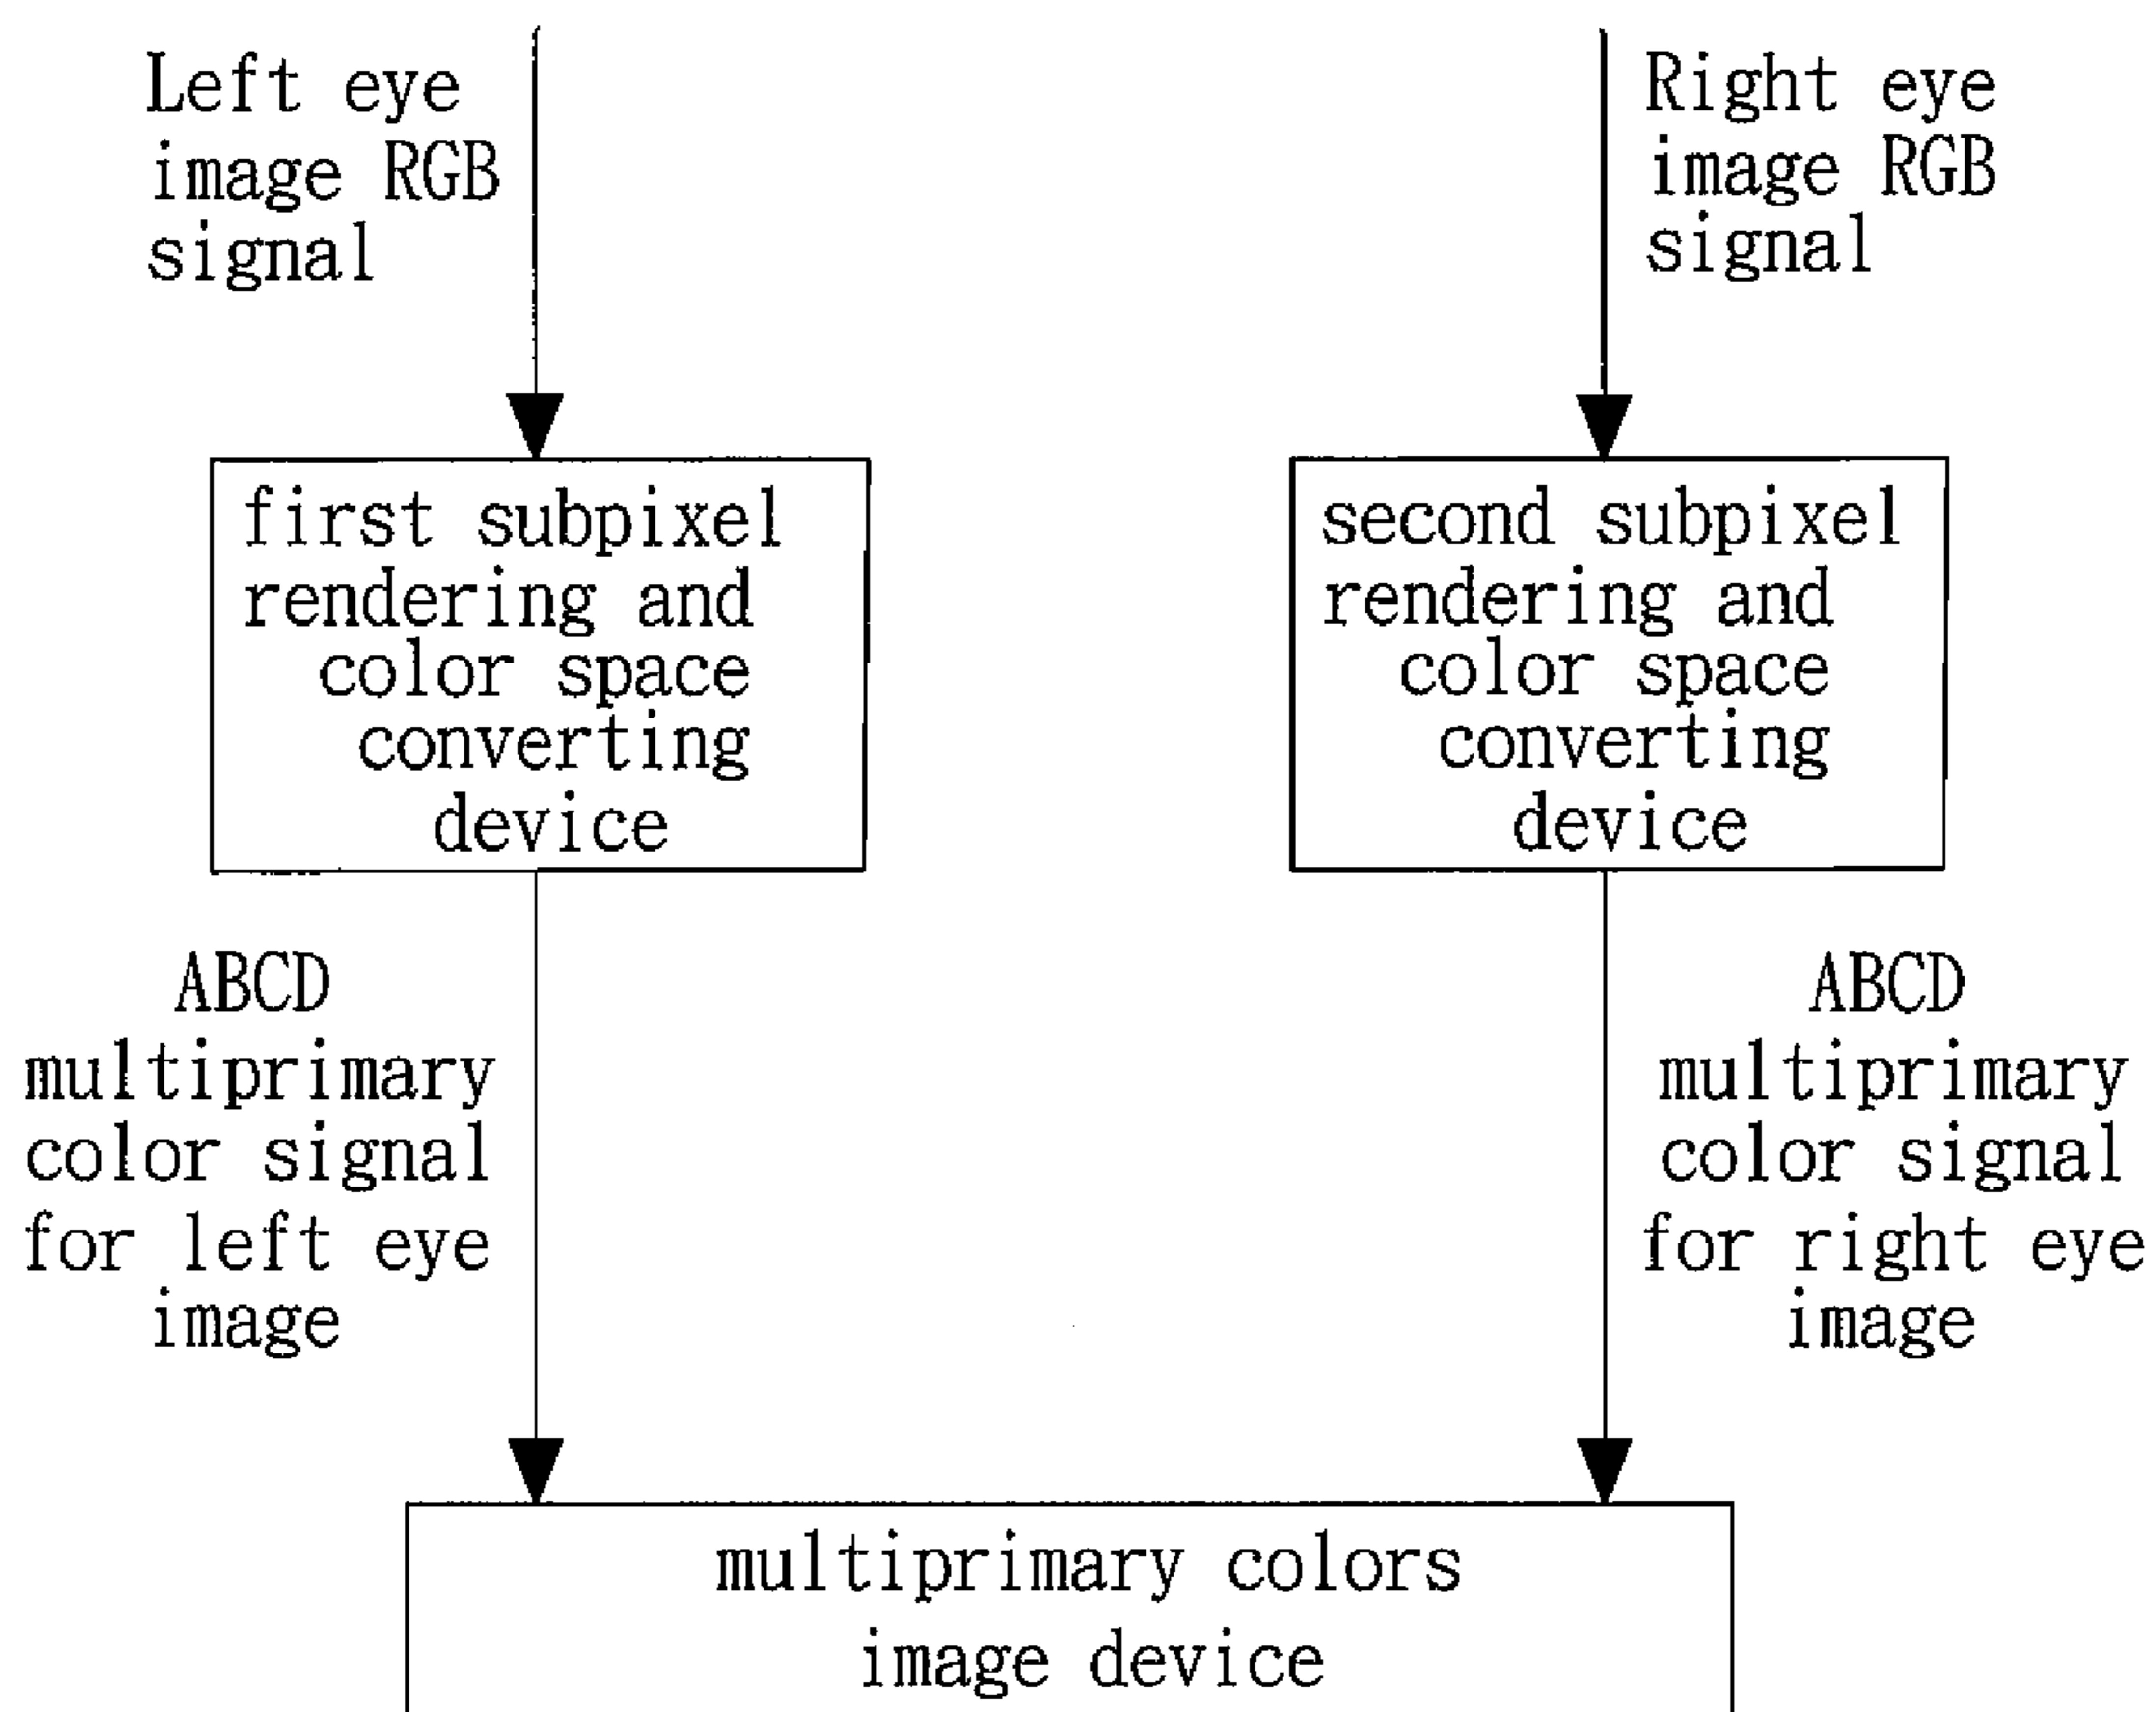 Left eye
image RGB
signal
Right eye
image RGB
signal
first subpixel
rendering and
color space
converting
device
second subpixel
rendering and
color space
converting
device
ABCD
multiprimary
color signal
for left eye
image
ABCD
multiprimary
color signal
for right eye
image
multiprimary colors
image device